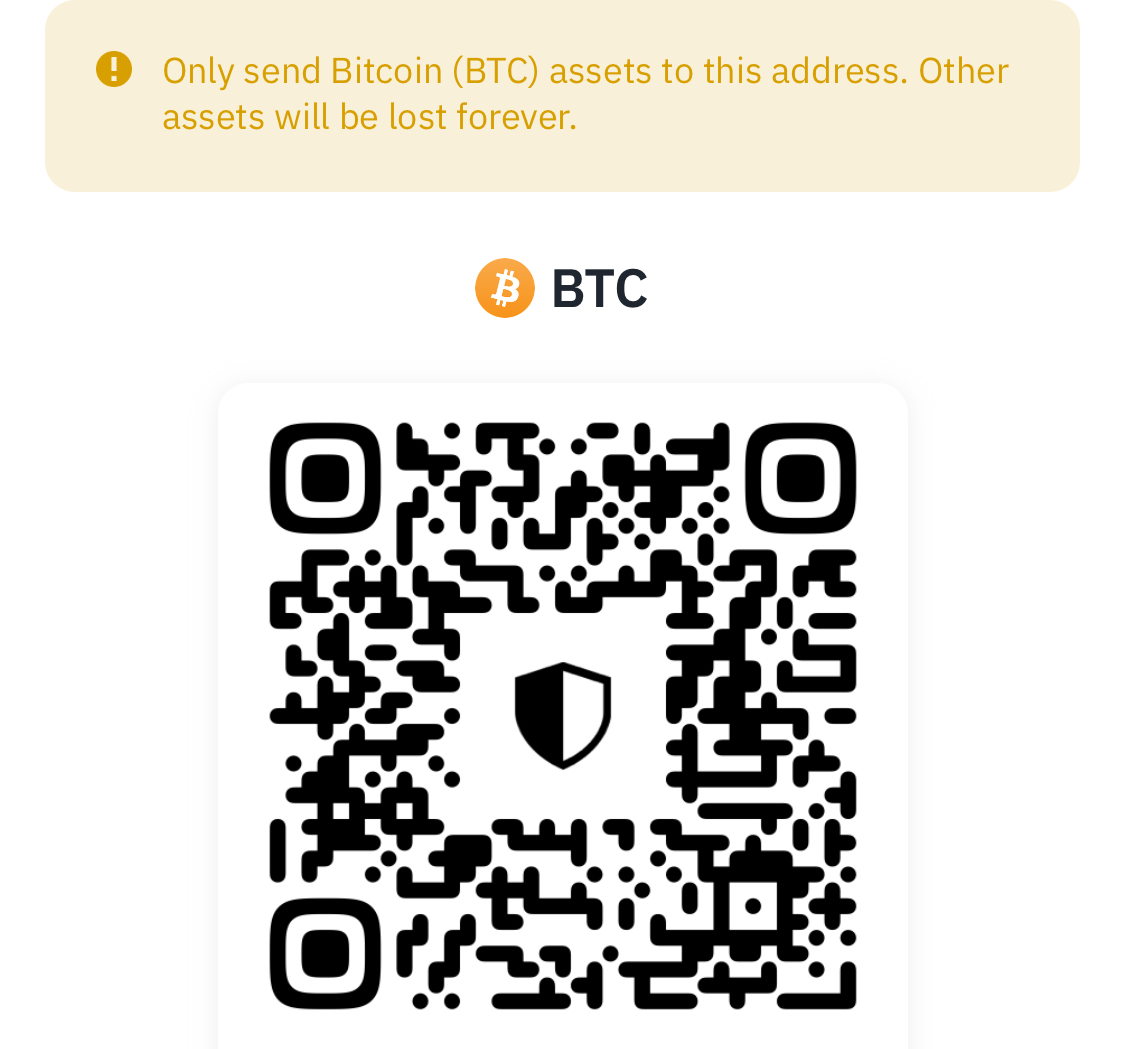 Only send Bitcoin (BTC) assets to this address. Other
assets will be lost forever.
BTC